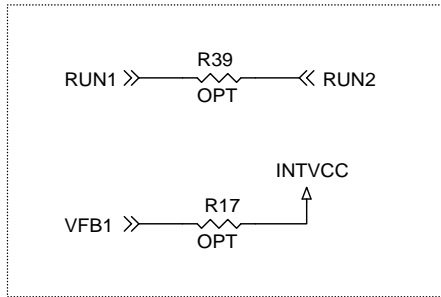 R39
RUN1 RUN2
OPT
INTVCC
R17
VFB1
OPT